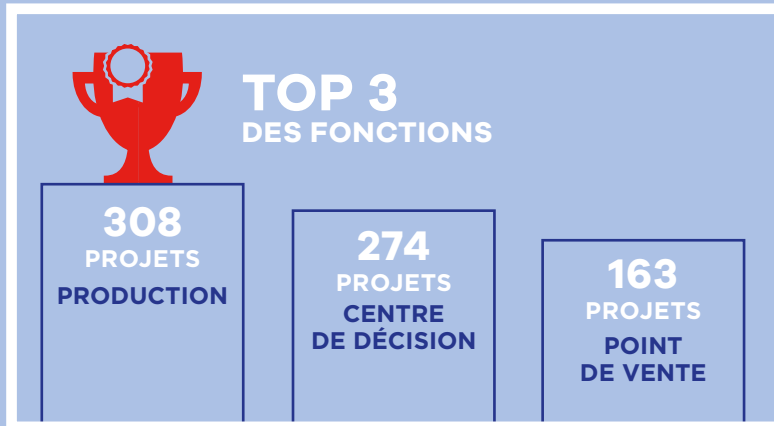 TOP 3
DES FONCTIONS
308
PROJETS
PRODUCTION
274
PROJETS
CENTRE
DE DÉCISION
163
PROJETS
POINT
DE VENTE